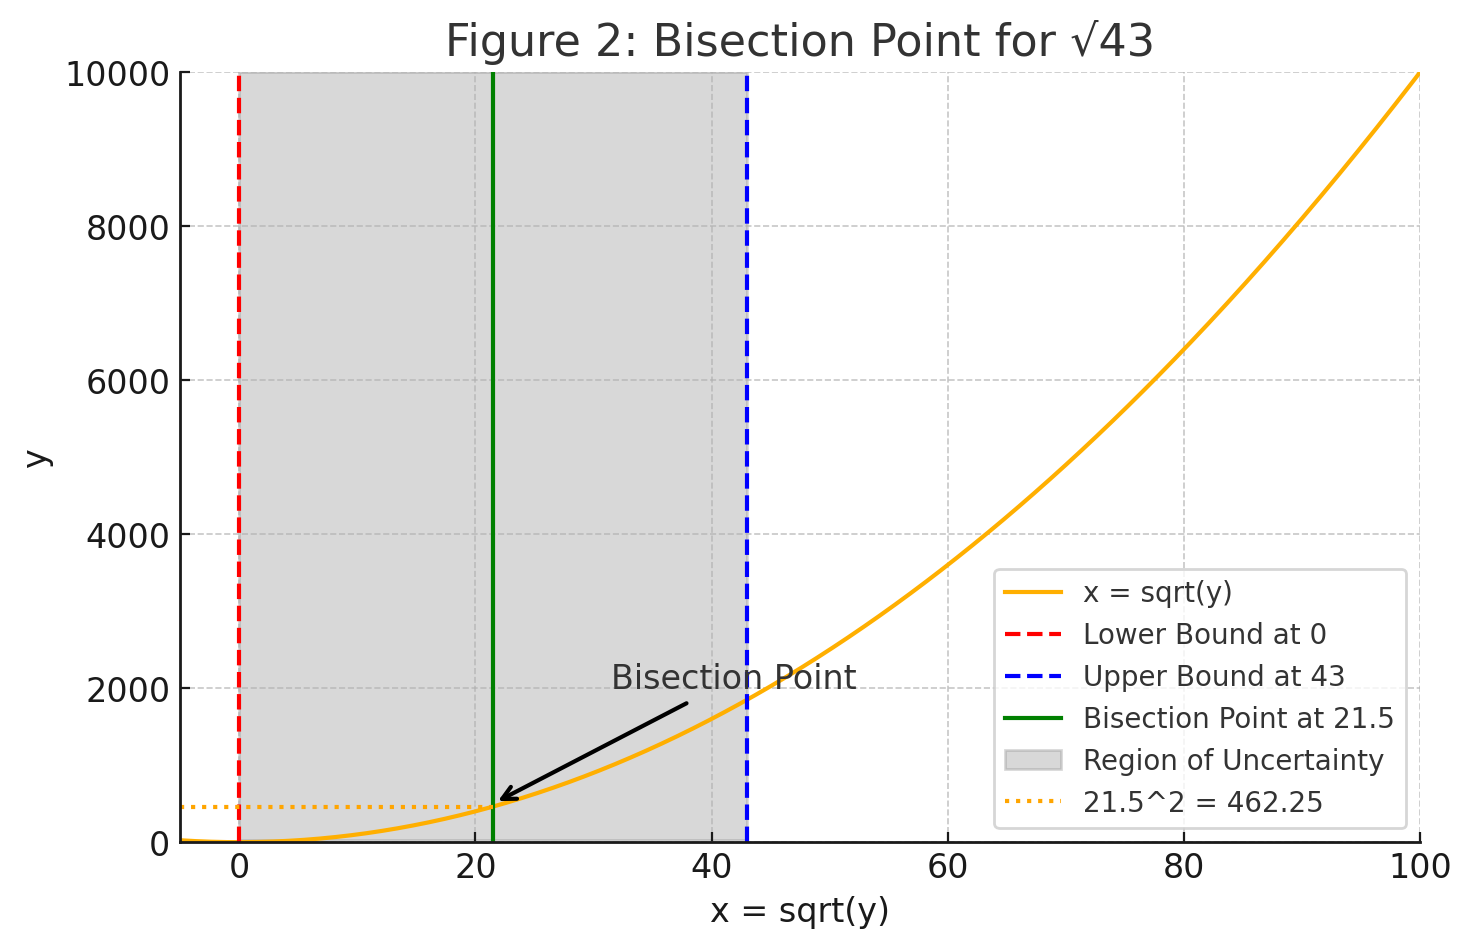 Figure 2: Bisection Point for √43
10000
8000
6000
4000
2000
0
y
Bisection Point
x = sqrt(y)
Lower Bound at 0
Upper Bound at 43
Bisection Point at 21.5
Region of Uncertainty
21.5^2 = 462.25
0 20 40 60 80 100
x = sqrt(y)